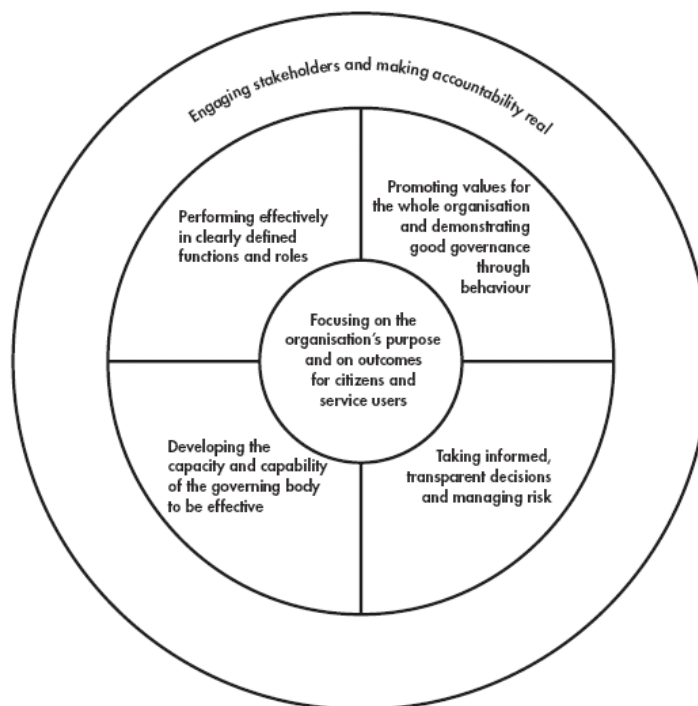 Engaging stakeholders and making accountability real
Performing effectively
in clearly defined
functions and roles
Promoting values for
the whole organisation
and demonstrating
good governance
through
behaviour
Focusing on the
organisation's purpose
and on outcomes
for citizens and
service users
Developing the
capacity and capability
of the governing body
to be effective
Taking informed,
transparent decisions
and managing risk